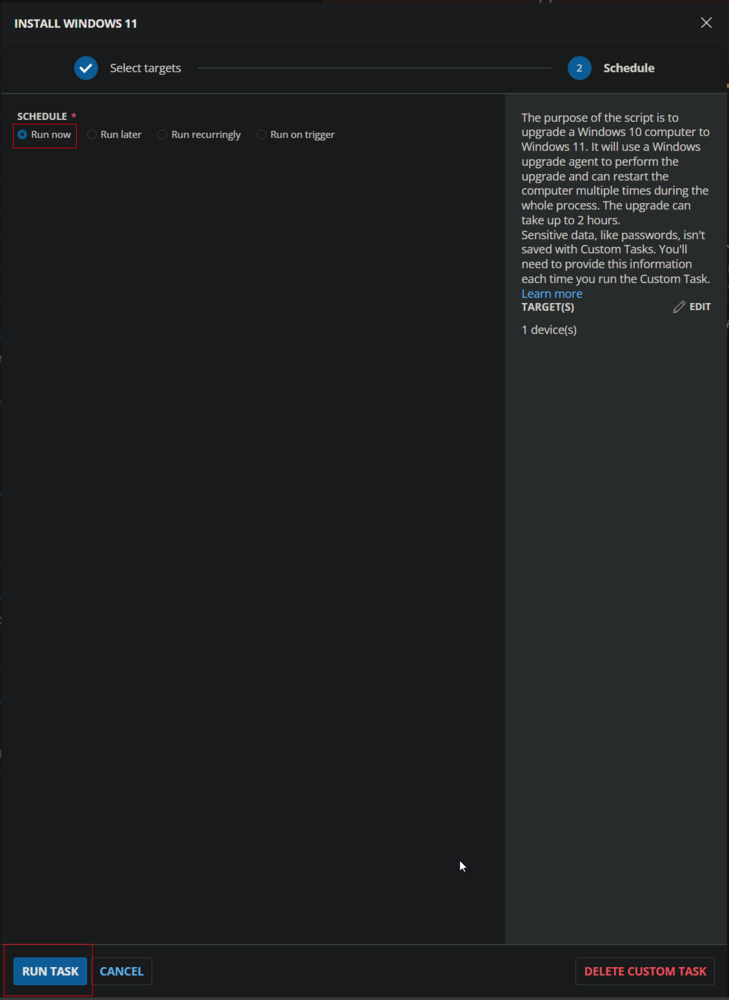 INSTALL WINDOWS 11
Select targets
2 Schedule
SCHEDULE *
Run now Run later Run recurringly Run on trigger
The purpose of the script is to
upgrade a Windows 10 computer to
Windows 11. It will use a Windows
upgrade agent to perform the
upgrade and can restart the
computer multiple times during the
whole process. The upgrade can
take up to 2 hours.
Sensitive data, like passwords, isn't
saved with Custom Tasks. You'll
need to provide this information
each time you run the Custom Task.
Learn more
TARGET(S) EDIT
1 device(s)
RUN TASK CANCEL DELETE CUSTOM TASK